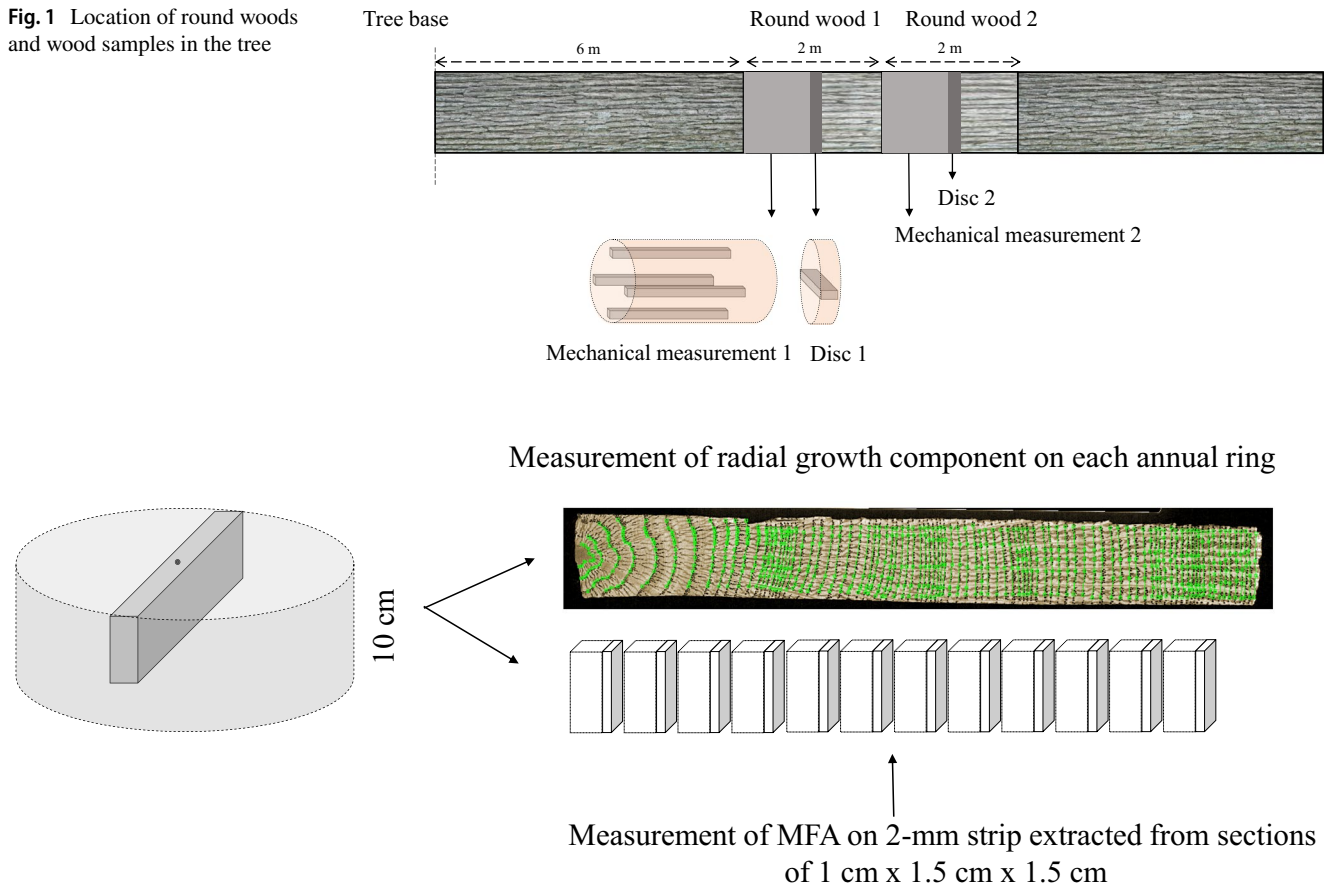 Fig. 1 Location of round woods
and wood samples in the tree
Tree base
Round wood 1
Round wood 2
6 m
2 m
2 m
Disc 2
Mechanical measurement 2
Mechanical measurement 1
Disc 1
Measurement of radial growth component on each annual ring
10 cm
Measurement of MFA on 2-mm strip extracted from sections
of 1 cm x 1.5 cm x 1.5 cm